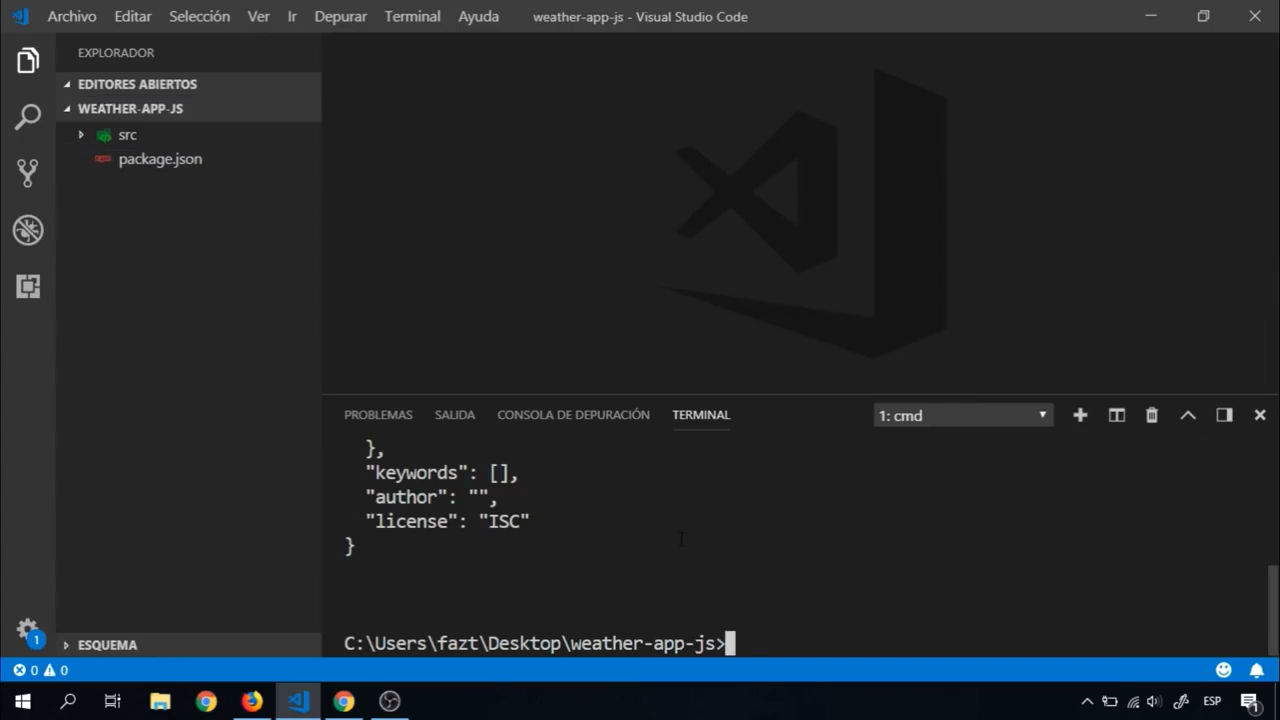 Archivo Editar Selección Ver Ir Depurar Terminal Ayuda weather-app-js - Visual Studio Code
EXPLORADOR
EDITORES ABIERTOS
WEATHER-APP-JS
src
package.json
PROBLEMAS SALIDA CONSOLA DE DEPURACIÓN TERMINAL 1: cmd
},
"keywords": [],
"author": "",
"license": "ISC"
}
C:\Users\fazt\Desktop\weather-app-js>
1
ESQUEMA
0 0
ESP
1